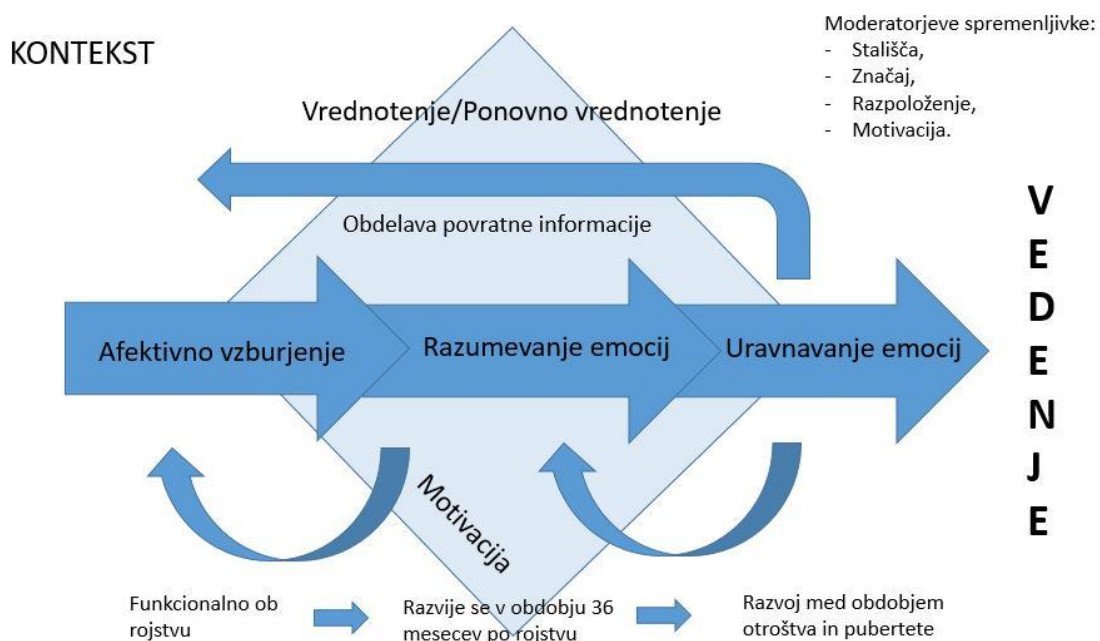 KONTEKST
Moderatorjeve spremenljivke:
- Stališča,
- Značaj,
- Razpoloženje,
- Motivacija.
Vrednotenje/Ponovno vrednotenje
Obdelava povratne informacije
Afektivno vzburjenje
Razumevanje emocij
Uravnavanje emocij
V
E
D
E
N
J
E
Motivacija
Funkcionalno ob
rojstvu
Razvije se v obdobju 36
mesecev po rojstvu
Razvoj med obdobjem
otroštva in pubertete